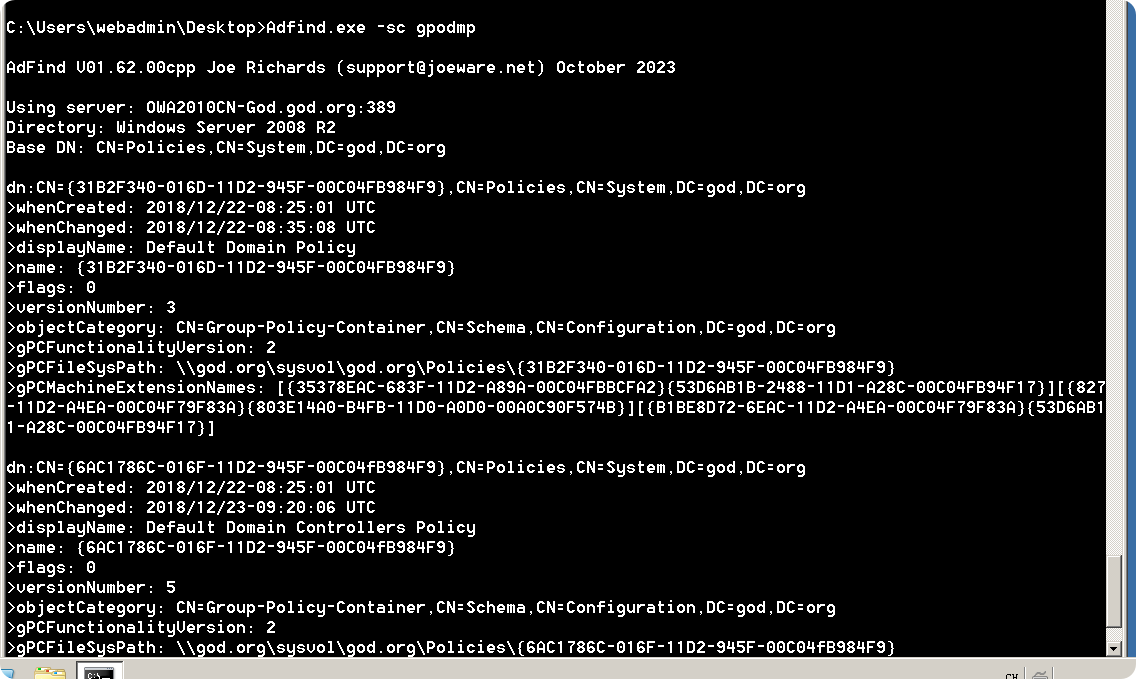 C:\Users\webadmin\Desktop>Adfind.exe -sc gpodmp
AdFind V01.62.00cpp Joe Richards (support@joeware.net) October 2023
Using server: OWA2010CN-God.god.org:389
Directory: Windows Server 2008 R2
Base DN: CN=Policies,CN=System,DC=god,DC=org
dn:CN={31B2F340-016D-11D2-945F-00C04FB984F9},CN=Policies,CN=System,DC=god,DC=org
>whenCreated: 2018/12/22-08:25:01 UTC
>whenChanged: 2018/12/22-08:35:08 UTC
>displayName: Default Domain Policy
>name: {31B2F340-016D-11D2-945F-00C04FB984F9}
>flags: 0
>versionNumber: 3
>objectCategory: CN=Group-Policy-Container,CN=Schema,CN=Configuration,DC=god,DC=org
>gPCFunctionalityVersion: 2
>gPCFileSysPath: \\god.org\sysvol\god.org\Policies\{31B2F340-016D-11D2-945F-00C04FB984F9}
>gPCMachineExtensionNames: [{35378EAC-683F-11D2-A89A-00C04FBBCFA2}{53D6AB1B-2488-11D1-A28C-00C04FB94F17}][{827
-11D2-A4EA-00C04F79F83A}{803E14A0-B4FB-11D0-A0D0-00A0C90F574B}][{B1BE8D72-6EAC-11D2-A4EA-00C04F79F83A}{53D6AB1
1-A28C-00C04FB94F17}]
dn:CN={6AC1786C-016F-11D2-945F-00C04fB984F9},CN=Policies,CN=System,DC=god,DC=org
>whenCreated: 2018/12/22-08:25:01 UTC
>whenChanged: 2018/12/23-09:20:06 UTC
>displayName: Default Domain Controllers Policy
>name: {6AC1786C-016F-11D2-945F-00C04fB984F9}
>flags: 0
>versionNumber: 5
>objectCategory: CN=Group-Policy-Container,CN=Schema,CN=Configuration,DC=god,DC=org
>gPCFunctionalityVersion: 2
>gPCFileSysPath: \\god.org\sysvol\god.org\Policies\{6AC1786C-016F-11D2-945F-00C04fB984F9}
C:\
CH